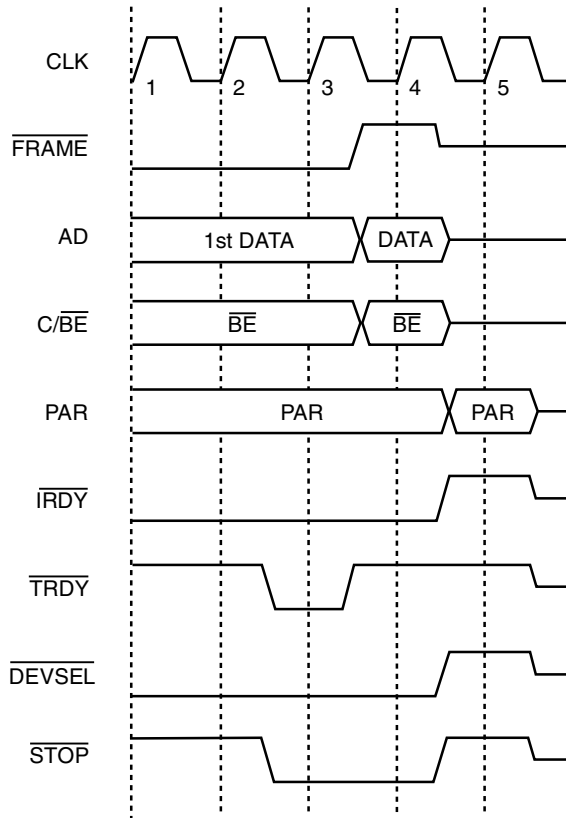 CLK
1 2 3 4 5
FRAME
AD 1st DATA DATA
C/BE BE BE
PAR PAR PAR
IRDY
TRDY
DEVSEL
STOP